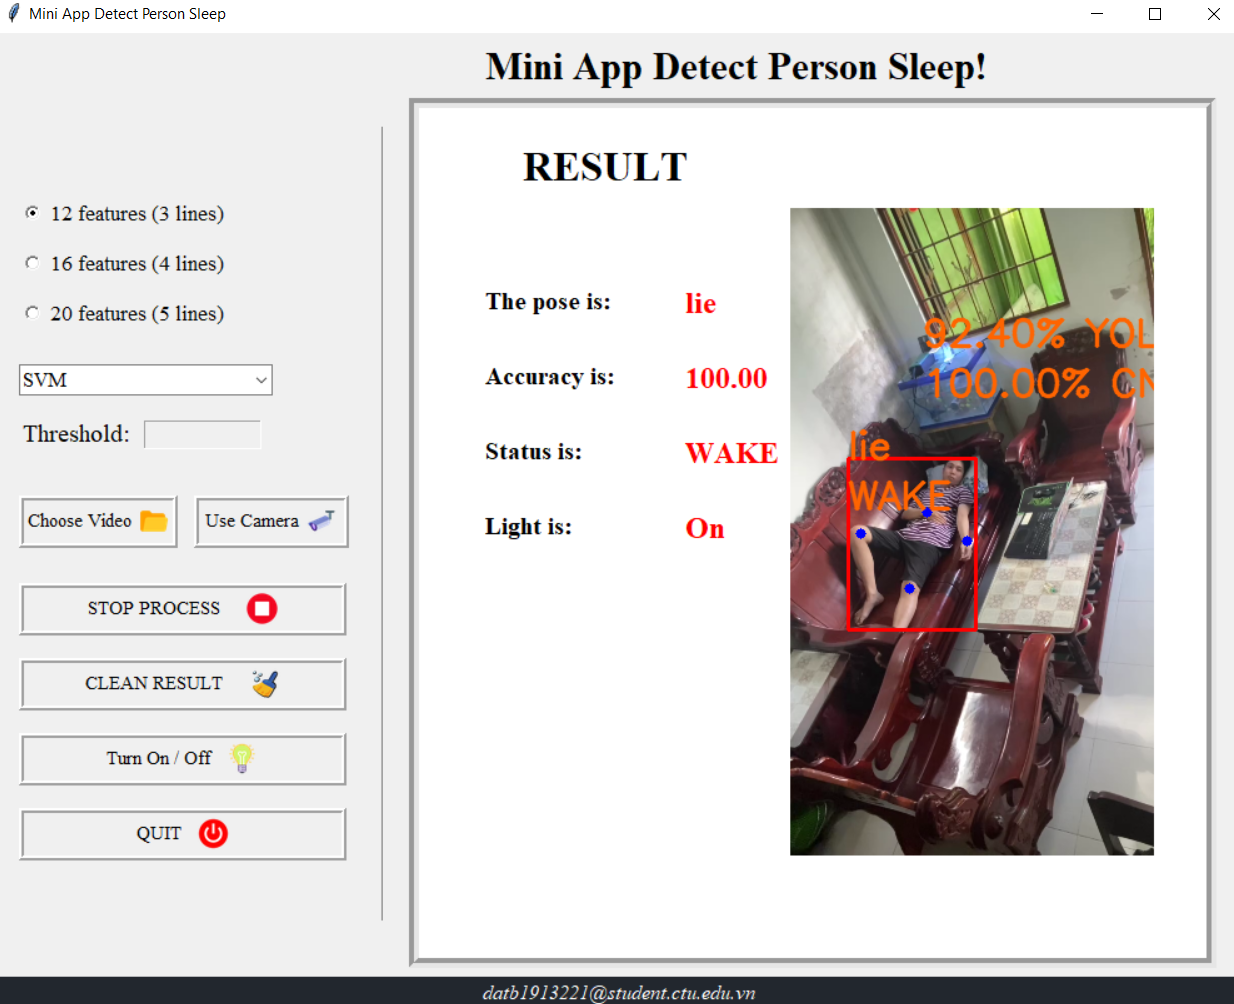 Mini App Detect Person Sleep
Mini App Detect Person Sleep!
12 features (3 lines)
16 features (4 lines)
20 features (5 lines)
SVM
Threshold:
Choose Video
Use Camera
STOP PROCESS
CLEAN RESULT
Turn On / Off
QUIT
RESULT
The pose is: lie
Accuracy is: 100.00
Status is: WAKE
Light is: On
92.40% YOL
100.00% CN
lie
WAKE
datb1913221@student.ctu.edu.vn